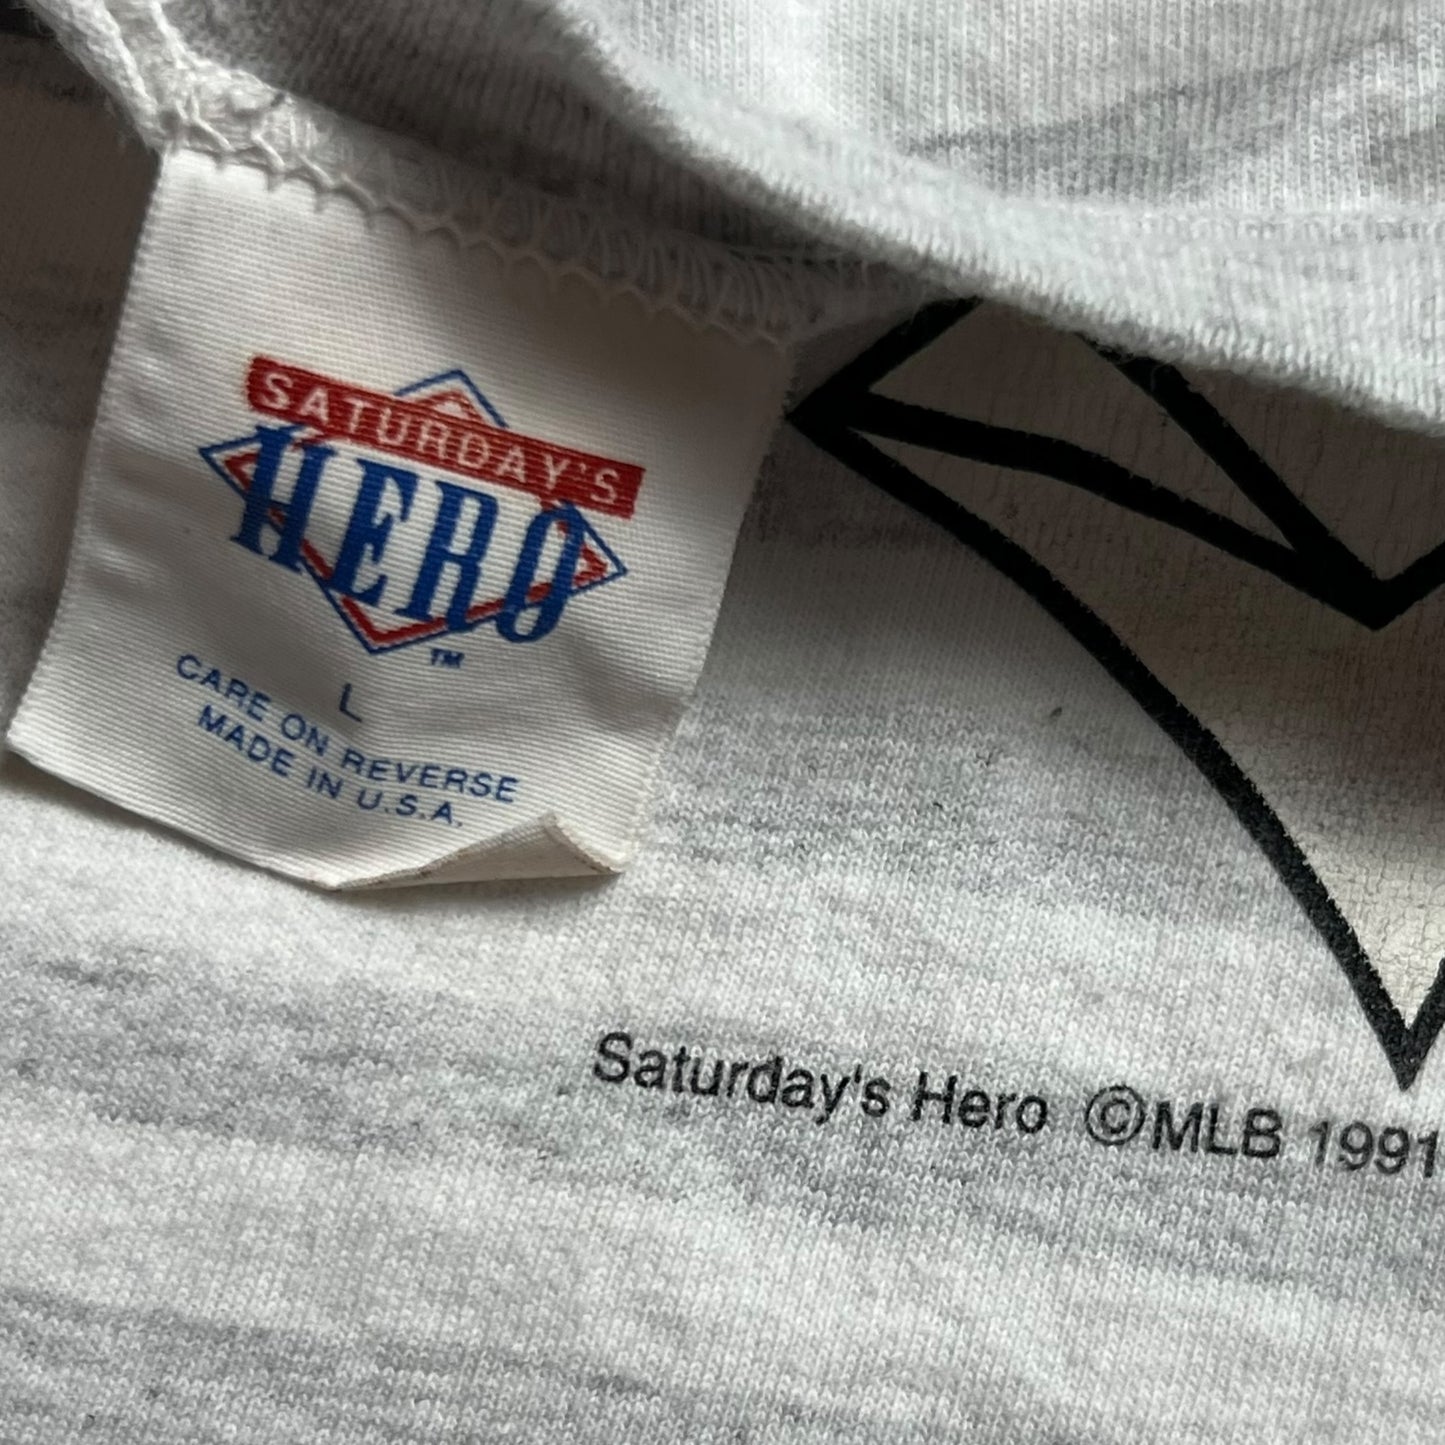 SATURDAY'S
HERO
TM
L
CARE ON REVERSE
MADE IN U.S.A.
Saturday's Hero ©MLB 1991